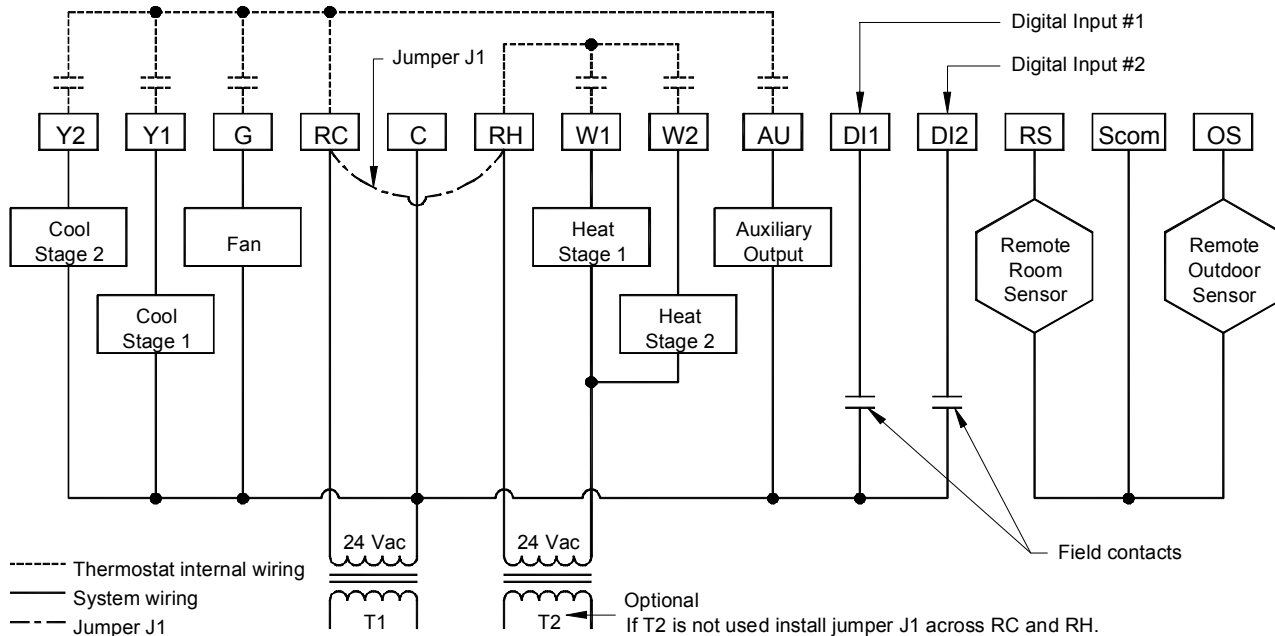 Digital Input #1
Jumper J1
Digital Input #2
Y2
Y1
G
RC
C
RH
W1
W2
AU
DI1
DI2
RS
Scom
OS
Cool
Stage 2
Fan
Heat
Stage 1
Auxiliary
Output
Remote
Room
Sensor
Remote
Outdoor
Sensor
Cool
Stage 1
Heat
Stage 2
24 Vac
24 Vac
Field contacts
Thermostat internal wiring
System wiring
Jumper J1
T1
T2
Optional
If T2 is not used install jumper J1 across RC and RH.